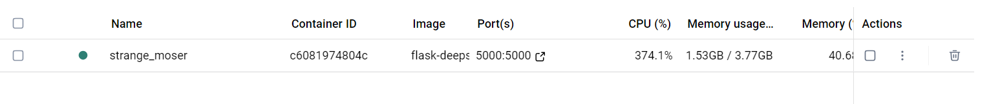 Name Container ID Image Port(s) CPU (%) Memory usage... Memory ( Actions
strange_moser c6081974804c flask-deeps 5000:5000 374.1% 1.53GB / 3.77GB 40.6